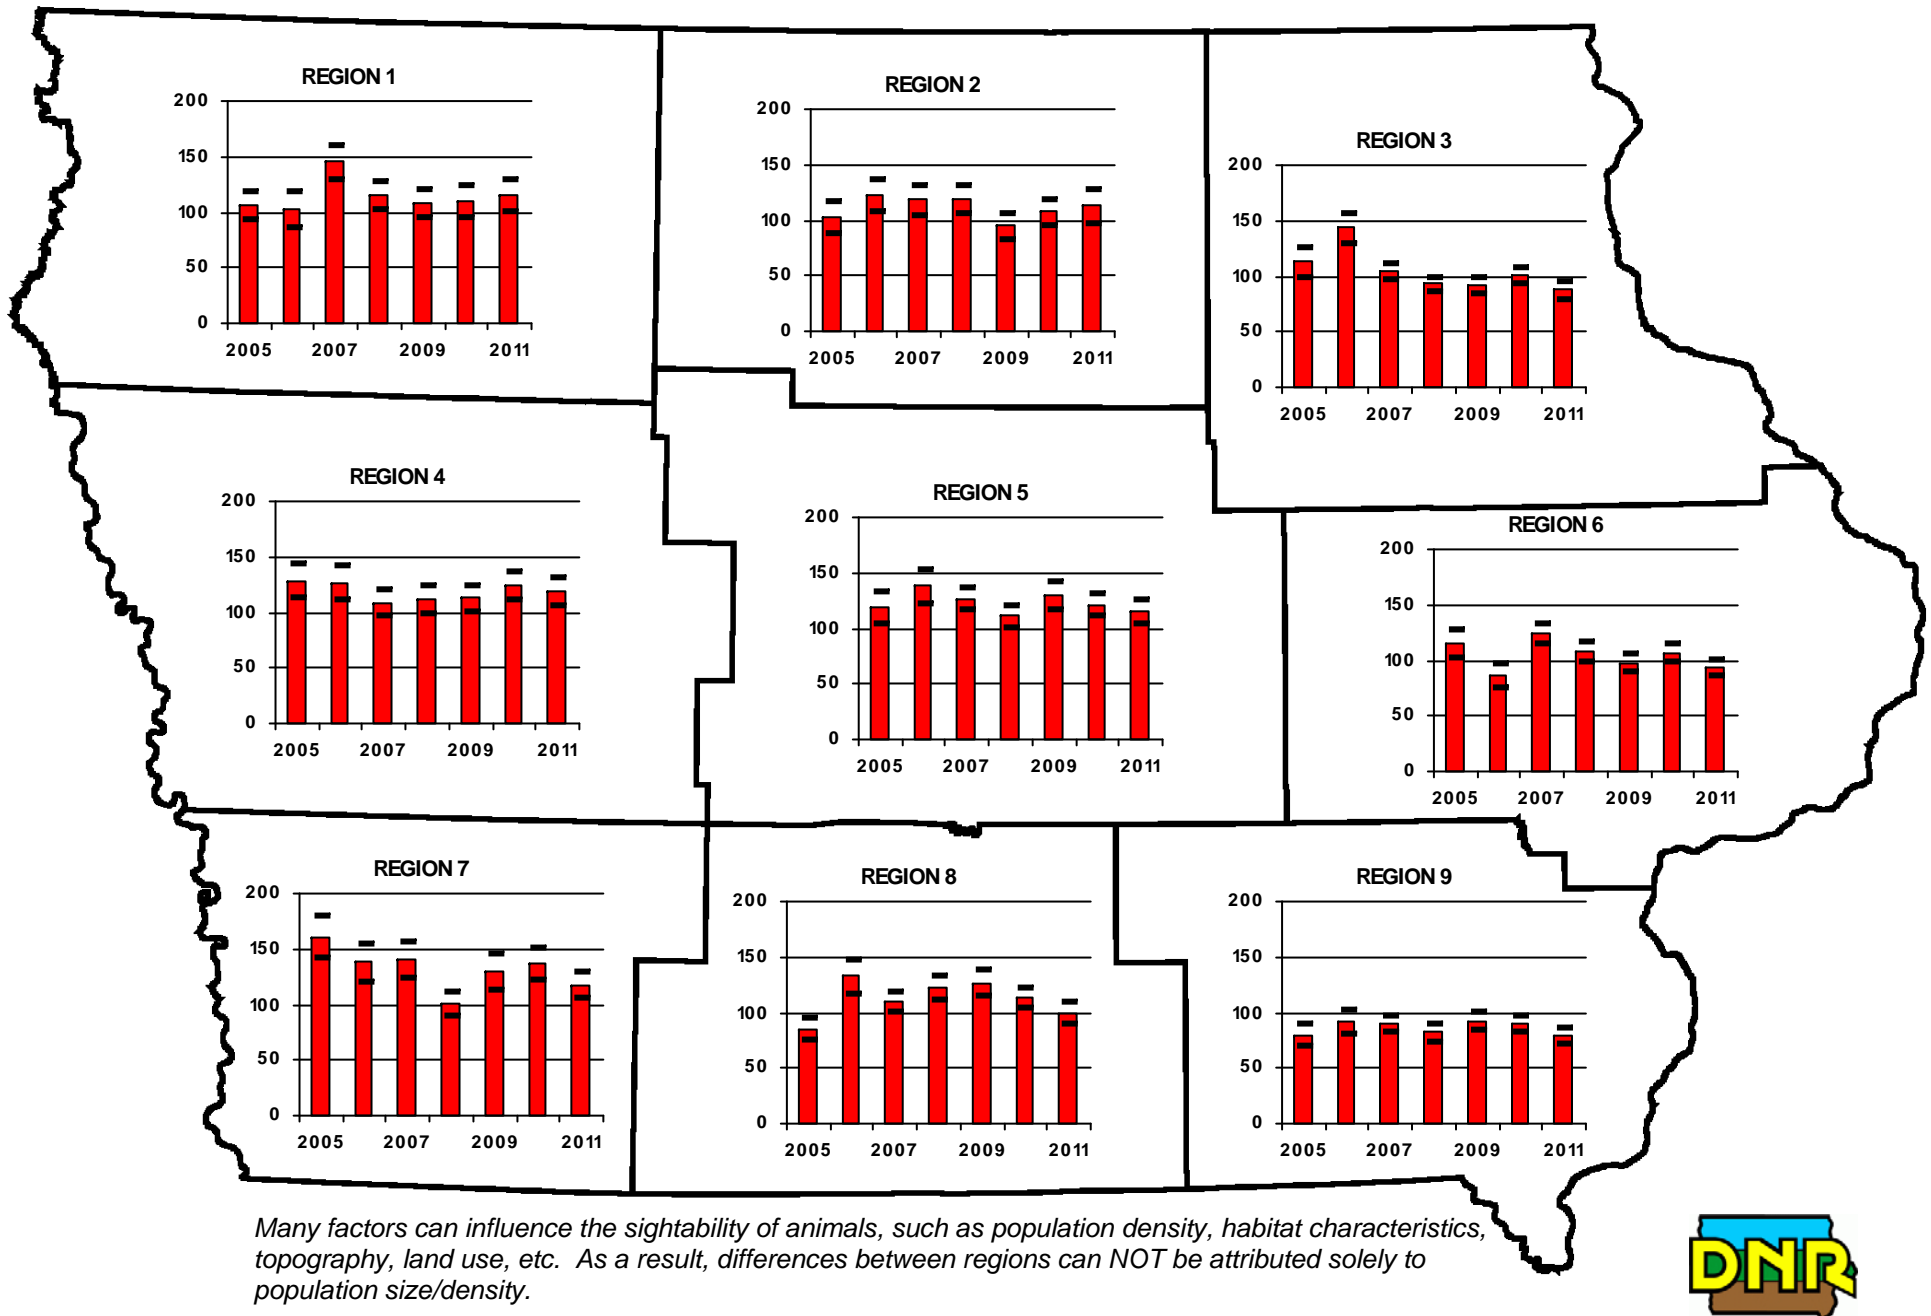 REGION 1
200
150
100
50
0
2005 2007 2009 2011
REGION 2
200
150
100
50
0
2005 2007 2009 2011
REGION 3
200
150
100
50
0
2005 2007 2009 2011
REGION 4
200
150
100
50
0
2005 2007 2009 2011
REGION 5
200
150
100
50
0
2005 2007 2009 2011
REGION 6
200
150
100
50
0
2005 2007 2009 2011
REGION 7
200
150
100
50
0
2005 2007 2009 2011
REGION 8
200
150
100
50
0
2005 2007 2009 2011
REGION 9
200
150
100
50
0
2005 2007 2009 2011
Many factors can influence the sightability of animals, such as population density, habitat characteristics,
topography, land use, etc. As a result, differences between regions can NOT be attributed solely to
population size/density.
DNR